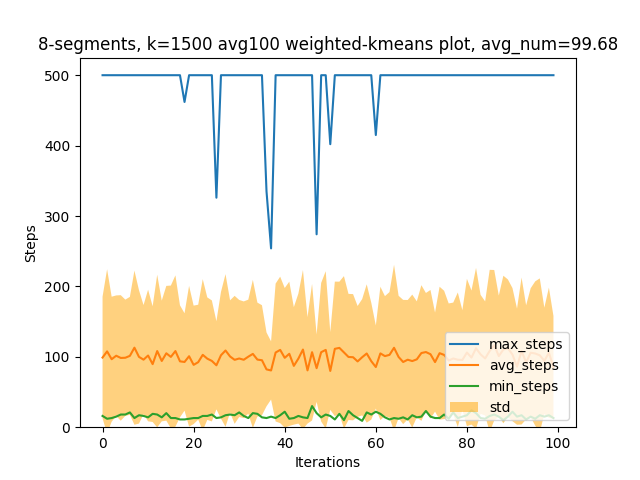 8-segments, k=1500 avg100 weighted-kmeans plot, avg_num=99.68
500
400
300
200
100
0
Steps
max_steps
avg_steps
min_steps
std
0
20
40
60
80
100
Iterations